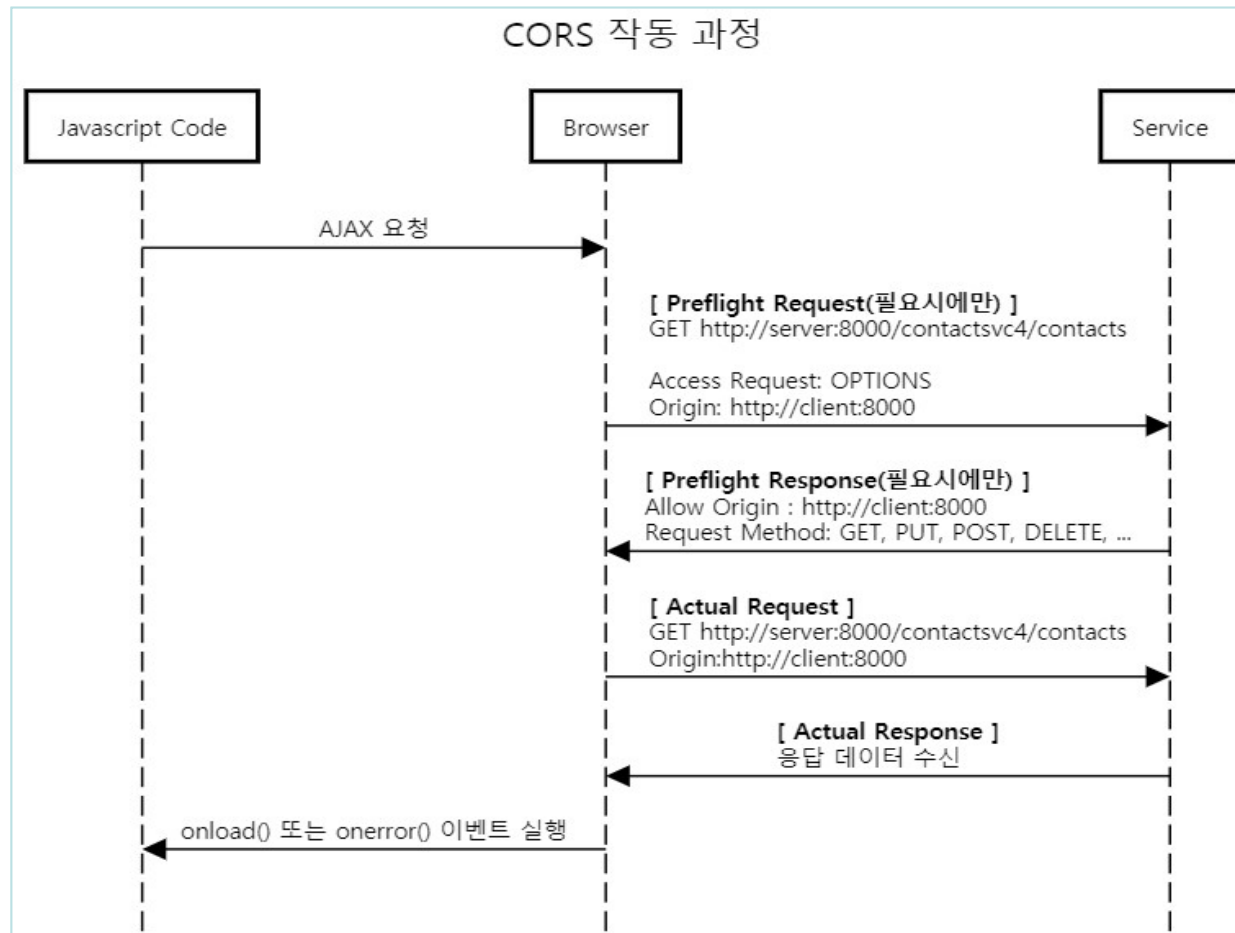 CORS 작동 과정
Javascript Code
Browser
Service
AJAX 요청
[ Preflight Request(필요시에만) ]
GET http://server:8000/contactsvc4/contacts
Access Request: OPTIONS
Origin: http://client:8000
[ Preflight Response(필요시에만) ]
Allow Origin : http://client:8000
Request Method: GET, PUT, POST, DELETE, ...
[ Actual Request ]
GET http://server:8000/contactsvc4/contacts
Origin:http://client:8000
[ Actual Response ]
응답 데이터 수신
onload() 또는 onerror() 이벤트 실행